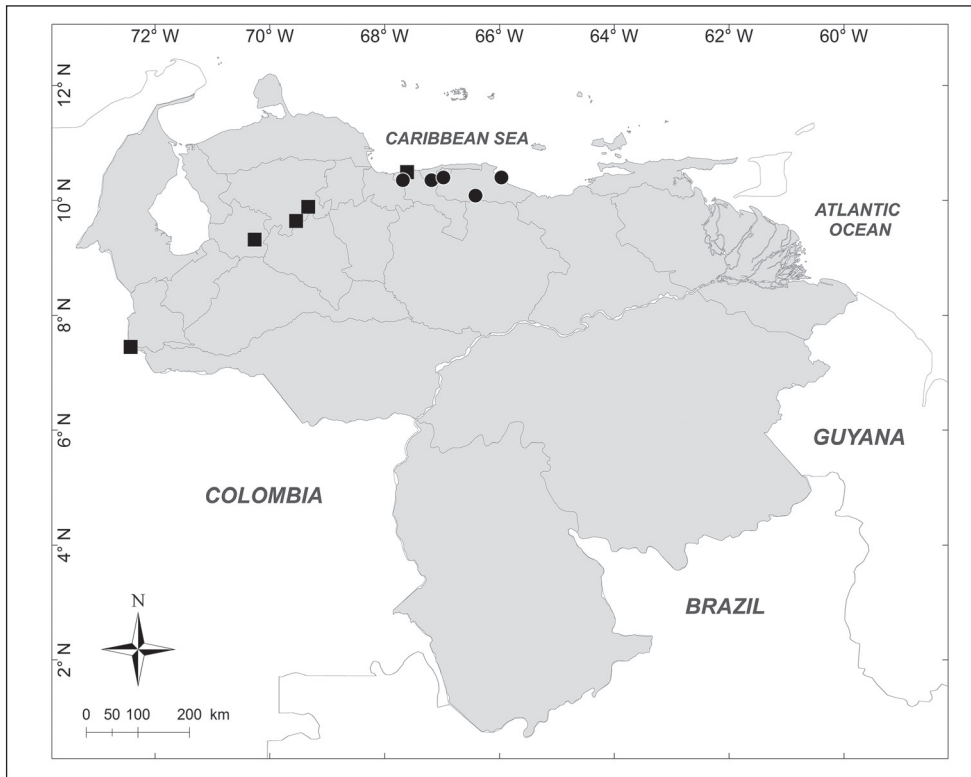 72° W 70° W 68° W 66° W 64° W 62° W 60° W
12° N
10° N
8° N
6° N
4° N
2° N
CARIBBEAN SEA
ATLANTIC
OCEAN
GUYANA
COLOMBIA
BRAZIL
N
0 50 100 200 km